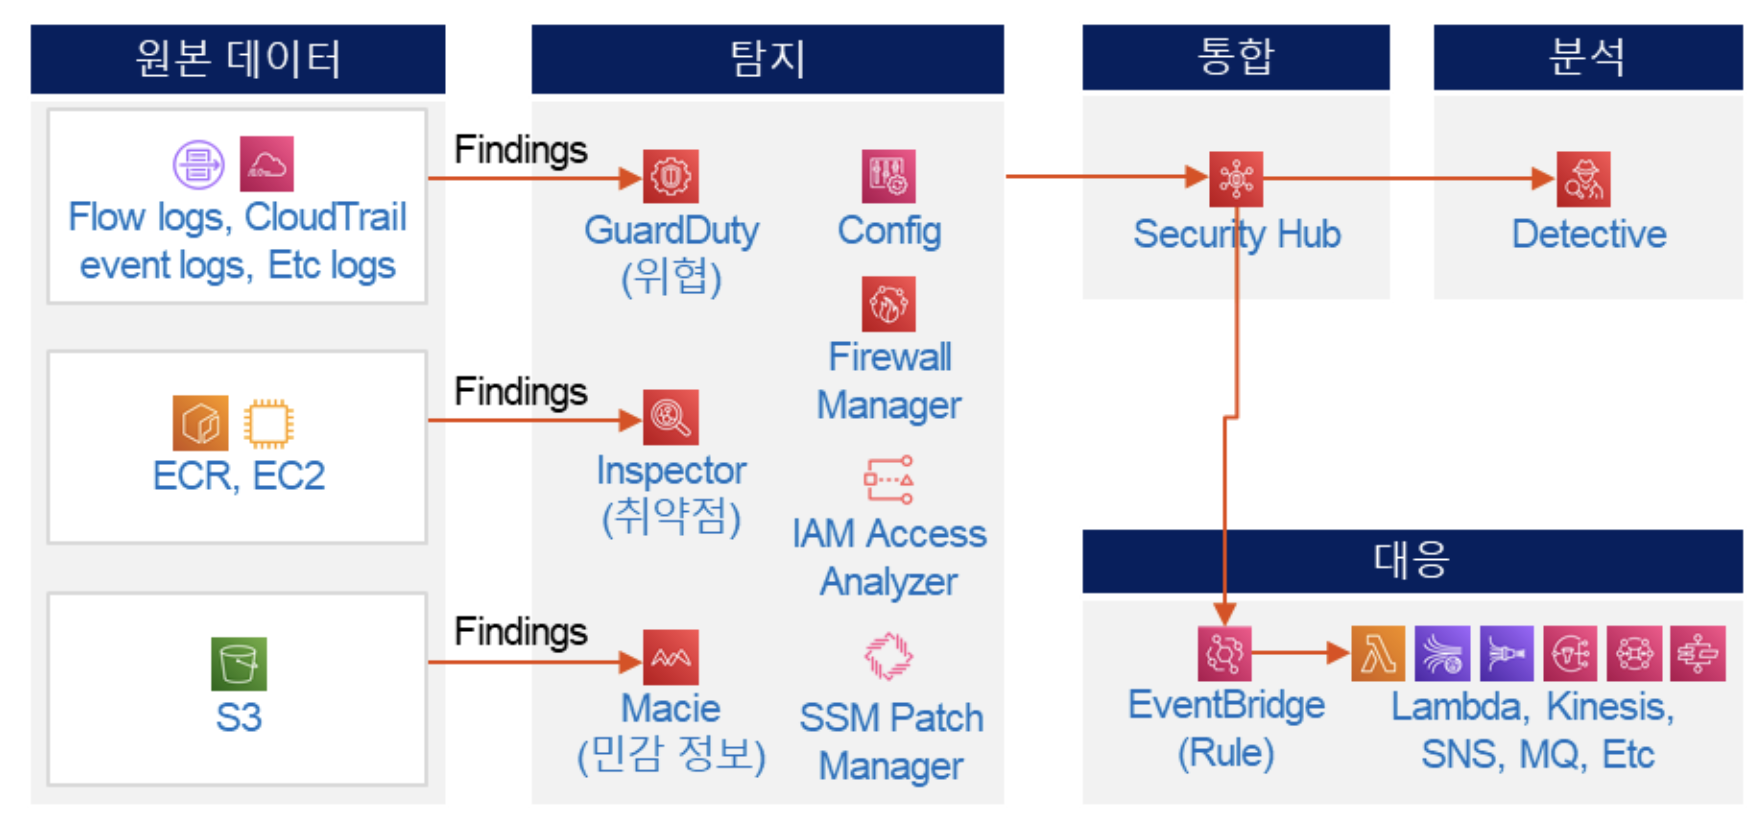 원본 데이터
Findings
Flow logs, CloudTrail
event logs, Etc logs
Findings
ECR, EC2
Findings
S3
탐지
GuardDuty
(위협)
Inspector
(취약점)
Macie
(민감 정보)
Config
Firewall
Manager
IAM Access
Analyzer
SSM Patch
Manager
통합
Security Hub
분석
Detective
대응
EventBridge
(Rule)
Lambda, Kinesis,
SNS, MQ, Etc